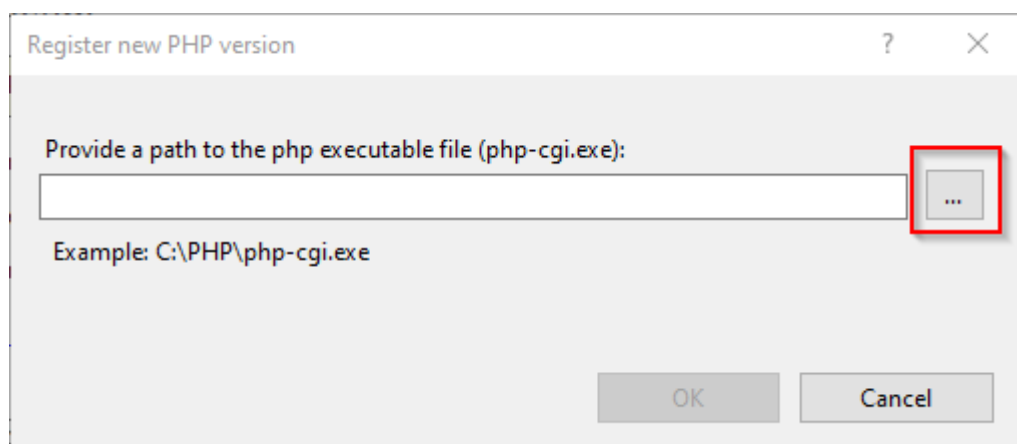 Register new PHP version
?
Provide a path to the php executable file (php-cgi.exe):
...
Example: C:\PHP\php-cgi.exe
OK
Cancel